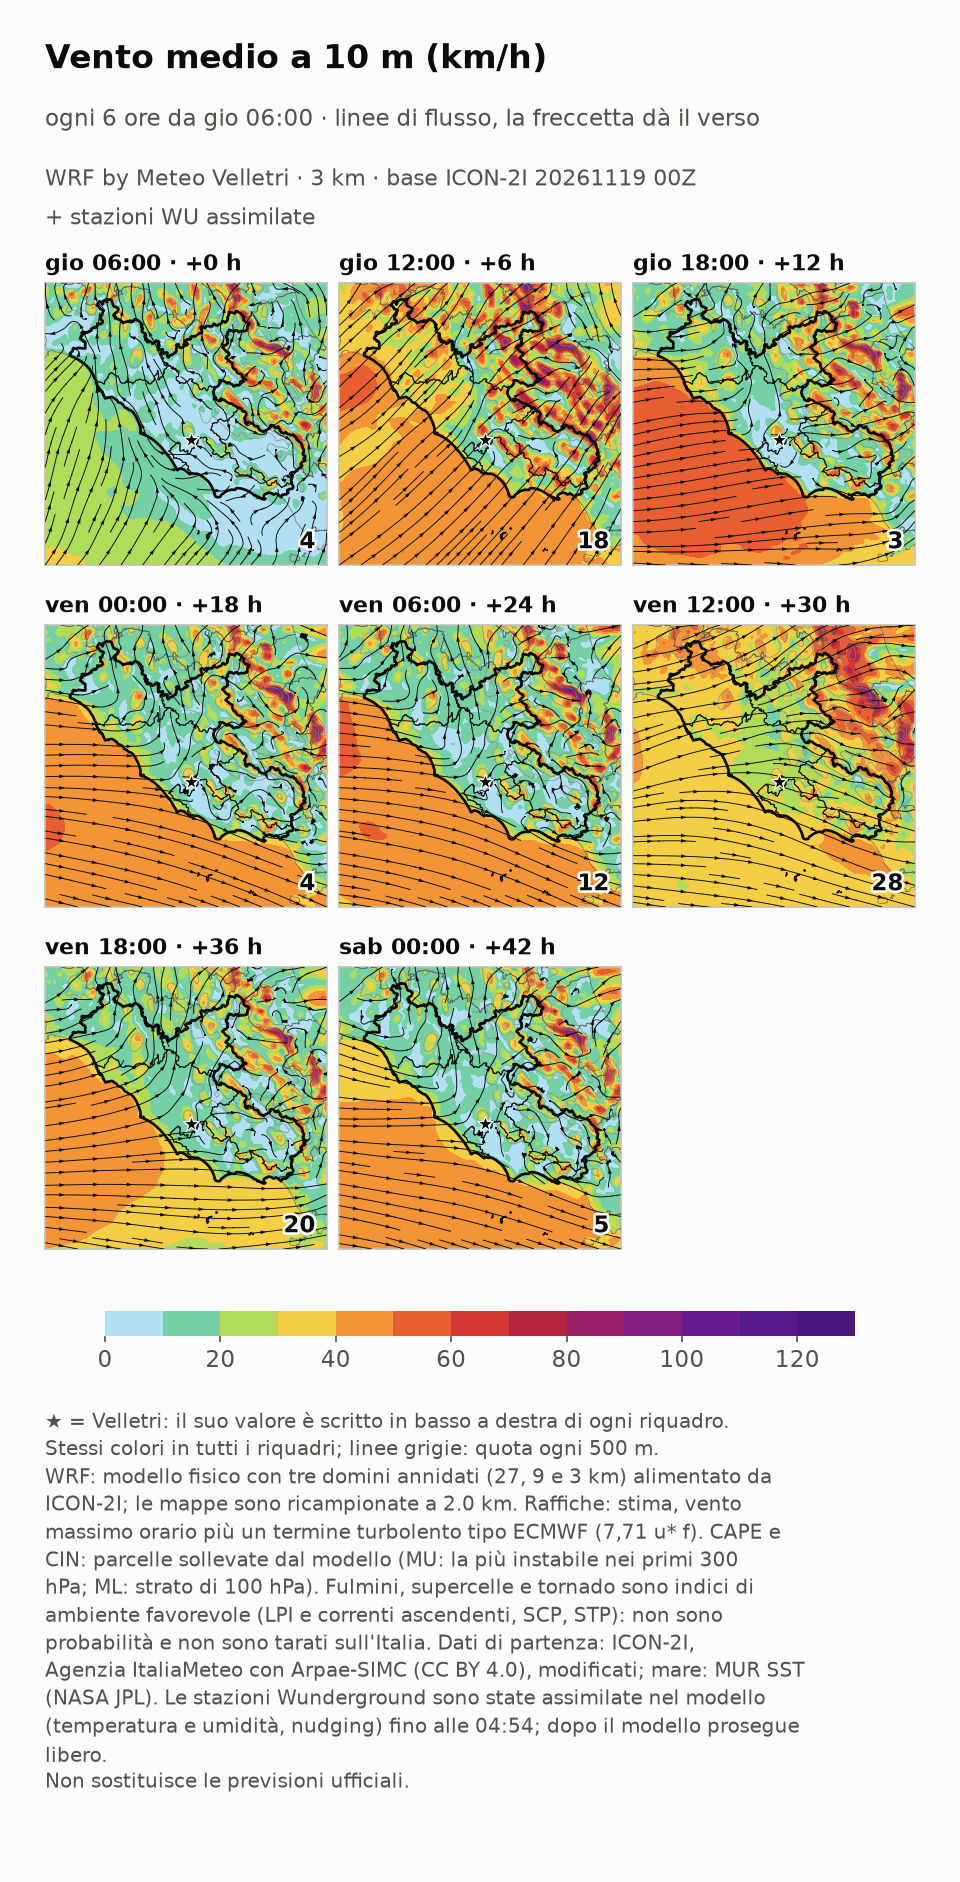 Vento medio a 10 m (km/h)
ogni 6 ore da gio 06:00 · linee di flusso, la freccetta dà il verso
WRF by Meteo Velletri · 3 km · base ICON-2I 20261119 00Z
+ stazioni WU assimilate
gio 06:00 · +0 h
gio 12:00 · +6 h
gio 18:00 · +12 h
4
18
3
ven 00:00 · +18 h
ven 06:00 · +24 h
ven 12:00 · +30 h
4
12
28
ven 18:00 · +36 h
sab 00:00 · +42 h
20
5
0 20 40 60 80 100 120
★ = Velletri: il suo valore è scritto in basso a destra di ogni riquadro.
Stessi colori in tutti i riquadri; linee grigie: quota ogni 500 m.
WRF: modello fisico con tre domini annidati (27, 9 e 3 km) alimentato da
ICON-2I; le mappe sono ricampionate a 2.0 km. Raffiche: stima, vento
massimo orario più un termine turbolento tipo ECMWF (7,71 u* f). CAPE e
CIN: parcelle sollevate dal modello (MU: la più instabile nei primi 300
hPa; ML: strato di 100 hPa). Fulmini, supercelle e tornado sono indici di
ambiente favorevole (LPI e correnti ascendenti, SCP, STP): non sono
probabilità e non sono tarati sull'Italia. Dati di partenza: ICON-2I,
Agenzia ItaliaMeteo con Arpae-SIMC (CC BY 4.0), modificati; mare: MUR SST
(NASA JPL). Le stazioni Wunderground sono state assimilate nel modello
(temperatura e umidità, nudging) fino alle 04:54; dopo il modello prosegue
libero.
Non sostituisce le previsioni ufficiali.